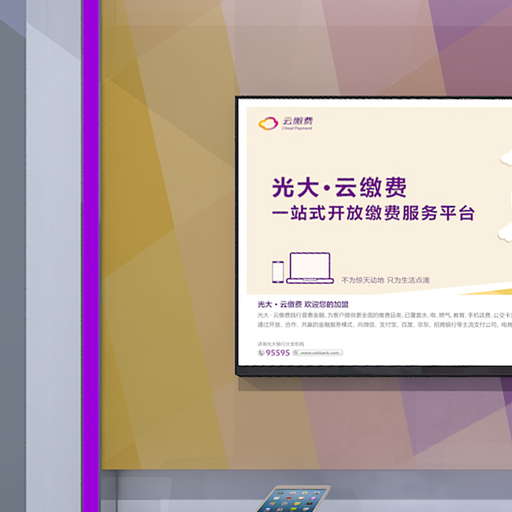 云缴费
Cloud Payment
光大·云缴费
一站式开放缴费服务平台
不为惊天动地 只为生活点滴
光大·云缴费 欢迎您的加盟
光大·云缴费践行普惠金融, 为客户提供更全面的缴费品类, 已覆盖水、电、燃气、教育、手机话费、公交卡
通过开放、合作、共赢的金融服务模式, 向微信、支付宝、百度、京东、招商银行等主流支付公司、电商
详询光大银行分支机构
95595 www.cebbank.com